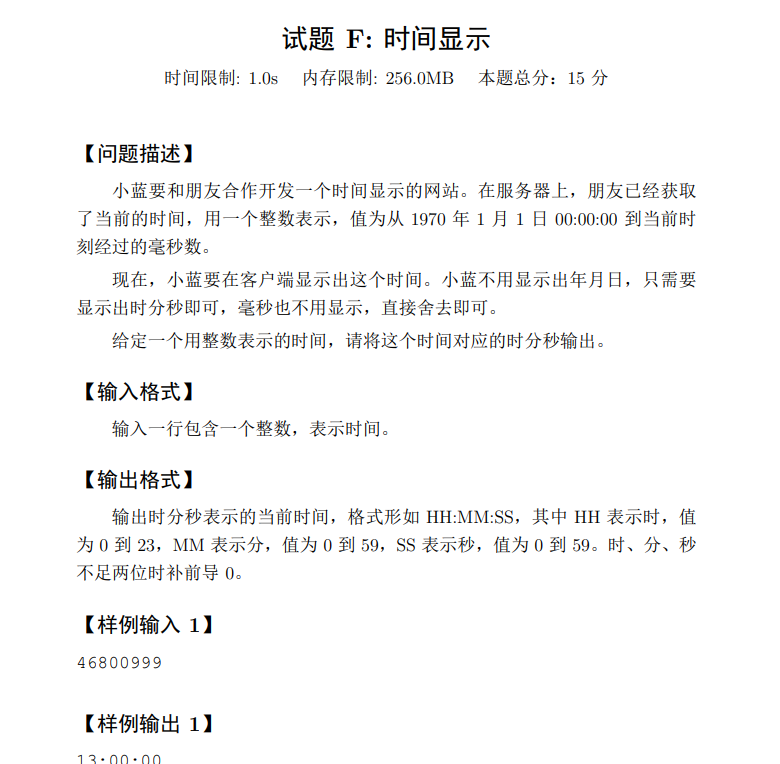 试题 F: 时间显示
时间限制: 1.0s 内存限制: 256.0MB 本题总分：15 分
【问题描述】
小蓝要和朋友合作开发一个时间显示的网站。在服务器上，朋友已经获取
了当前的时间，用一个整数表示，值为从 1970 年 1 月 1 日 00:00:00 到当前时
刻经过的毫秒数。
现在，小蓝要在客户端显示出这个时间。小蓝不用显示出年月日，只需要
显示出时分秒即可，毫秒也不用显示，直接舍去即可。
给定一个用整数表示的时间，请将这个时间对应的时分秒输出。
【输入格式】
输入一行包含一个整数，表示时间。
【输出格式】
输出时分秒表示的当前时间，格式形如 HH:MM:SS，其中 HH 表示时，值
为 0 到 23，MM 表示分，值为 0 到 59，SS 表示秒，值为 0 到 59。时、分、秒
不足两位时补前导 0。
【样例输入 1】
46800999
【样例输出 1】
13:00:00